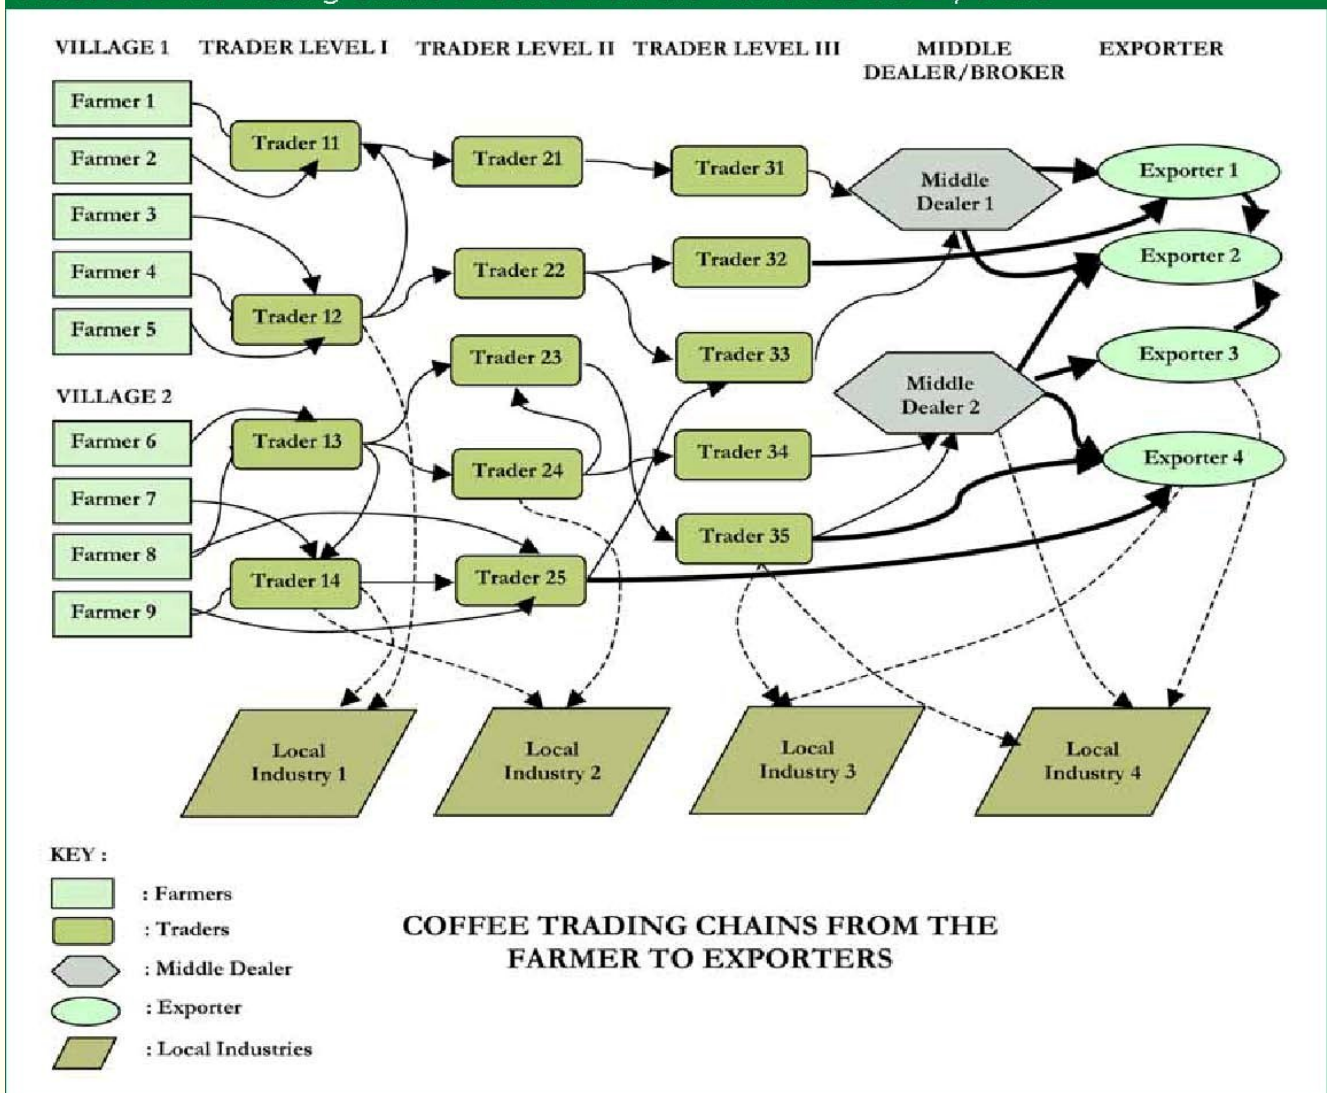 VILLAGE 1 TRADER LEVEL I TRADER LEVEL II TRADER LEVEL III MIDDLE DEALER/BROKER EXPORTER
Farmer 1
Farmer 2
Farmer 3
Farmer 4
Farmer 5
VILLAGE 2
Farmer 6
Farmer 7
Farmer 8
Farmer 9
Trader 11
Trader 12
Trader 13
Trader 14
Trader 21
Trader 22
Trader 23
Trader 24
Trader 25
Trader 31
Trader 32
Trader 33
Trader 34
Trader 35
Middle
Dealer 1
Middle
Dealer 2
Exporter 1
Exporter 2
Exporter 3
Exporter 4
Local
Industry 1
Local
Industry 2
Local
Industry 3
Local
Industry 4
KEY :
: Farmers
: Traders
: Middle Dealer
: Exporter
: Local Industries
COFFEE TRADING CHAINS FROM THE
FARMER TO EXPORTERS